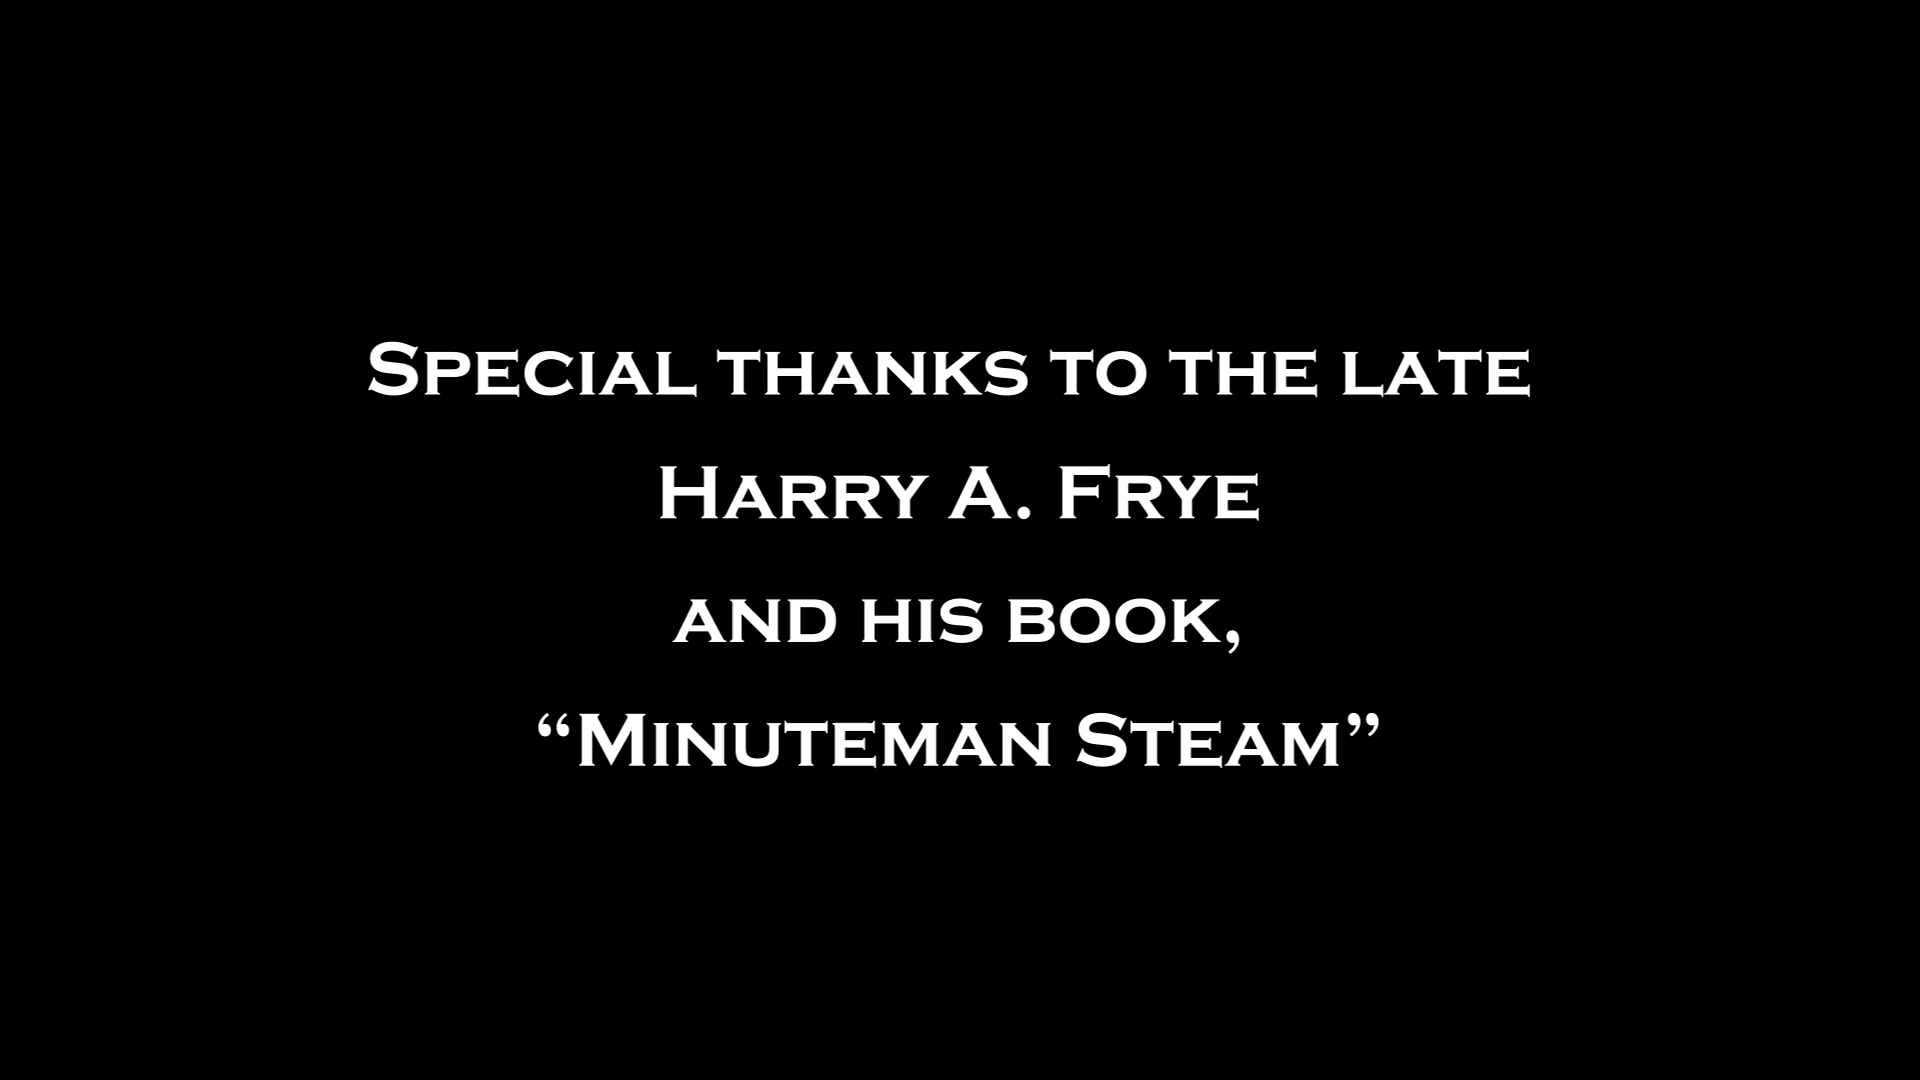 Special thanks to the late
Harry A. Frye
and his book,
“Minuteman Steam”